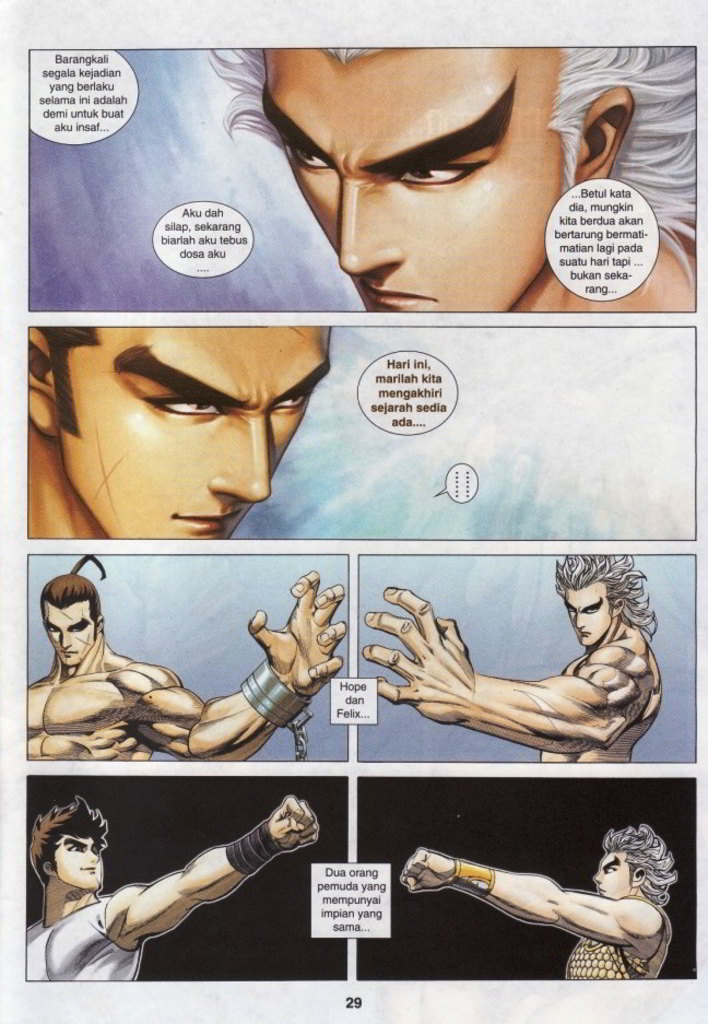 Barangkali
segala kejadian
yang berlaku
selama ini adalah
demi untuk buat
aku insaf...
Aku dah
silap, sekarang
biarlah aku tebus
dosa aku
....
...Betul kata
dia, mungkin
kita berdua akan
bertarung bermati-
matian lagi pada
suatu hari tapi ...
bukan seka-
rang...
Hari ini,
marilah kita
mengakhiri
sejarah sedia
ada....
Hope
dan
Felix...
Dua orang
pemuda yang
mempunyai
impian yang
sama...
29